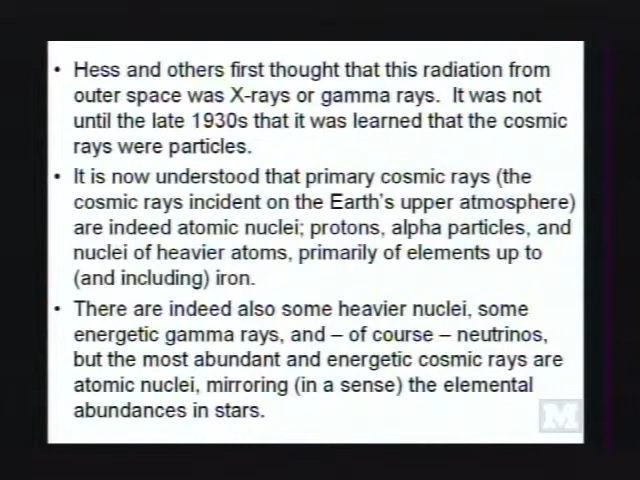 • Hess and others first thought that this radiation from
outer space was X-rays or gamma rays.  It was not
until the late 1930s that it was learned that the cosmic
rays were particles.
• It is now understood that primary cosmic rays (the
cosmic rays incident on the Earth's upper atmosphere)
are indeed atomic nuclei; protons, alpha particles, and
nuclei of heavier atoms, primarily of elements up to
(and including) iron.
• There are indeed also some heavier nuclei, some
energetic gamma rays, and – of course – neutrinos,
but the most abundant and energetic cosmic rays are
atomic nuclei, mirroring (in a sense) the elemental
abundances in stars.
M